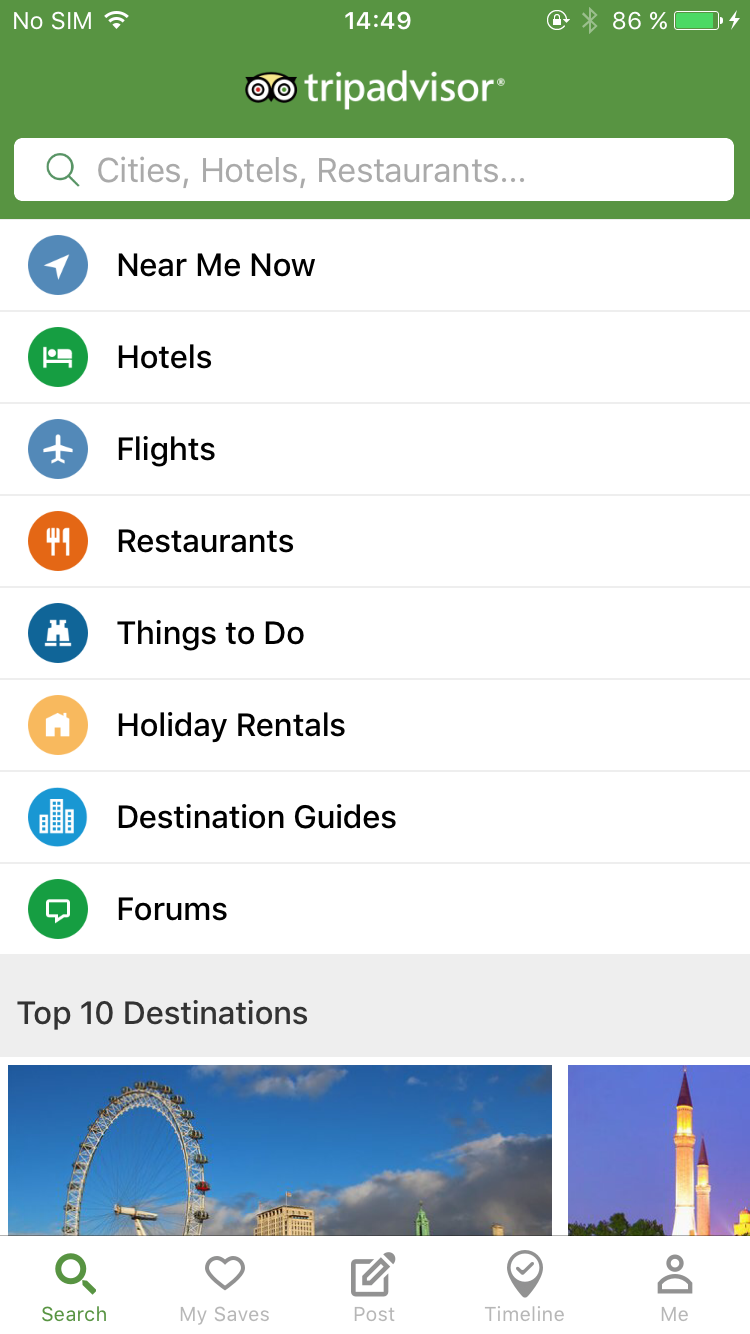 No SIM 14:49 86 %
tripadvisor®
Cities, Hotels, Restaurants...
Near Me Now
Hotels
Flights
Restaurants
Things to Do
Holiday Rentals
Destination Guides
Forums
Top 10 Destinations
Search My Saves Post Timeline Me